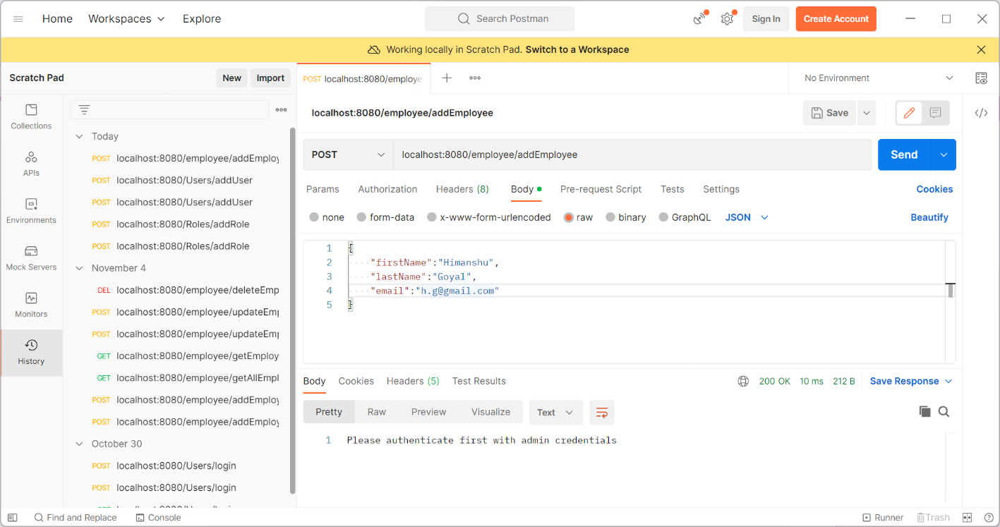 Home Workspaces Explore Search Postman Sign In Create Account
Working locally in Scratch Pad. Switch to a Workspace
Scratch Pad New Import POST localhost:8080/employe No Environment
Collections
APIs
Environments
Mock Servers
Monitors
History
Today
POST localhost:8080/employee/addEmploy
POST localhost:8080/Users/addUser
POST localhost:8080/Users/addUser
POST localhost:8080/Roles/addRole
POST localhost:8080/Roles/addRole
November 4
DEL localhost:8080/employee/deleteEmp
POST localhost:8080/employee/updateEmp
POST localhost:8080/employee/updateEmp
GET localhost:8080/employee/getEmploy
GET localhost:8080/employee/getAllEmpl
POST localhost:8080/employee/addEmploy
POST localhost:8080/employee/addEmploy
October 30
POST localhost:8080/Users/login
POST localhost:8080/Users/login
localhost:8080/employee/addEmployee Save
POST localhost:8080/employee/addEmployee Send
Params Authorization Headers (8) Body Pre-request Script Tests Settings Cookies
none form-data x-www-form-urlencoded raw binary GraphQL JSON Beautify
1 {
2 "firstName":"Himanshu",
3 "lastName":"Goyal",
4 "email":"h.g@gmail.com"
5 }
Body Cookies Headers (5) Test Results 200 OK 10 ms 212 B Save Response
Pretty Raw Preview Visualize Text
1 Please authenticate first with admin credentials
Find and Replace Console Runner Trash